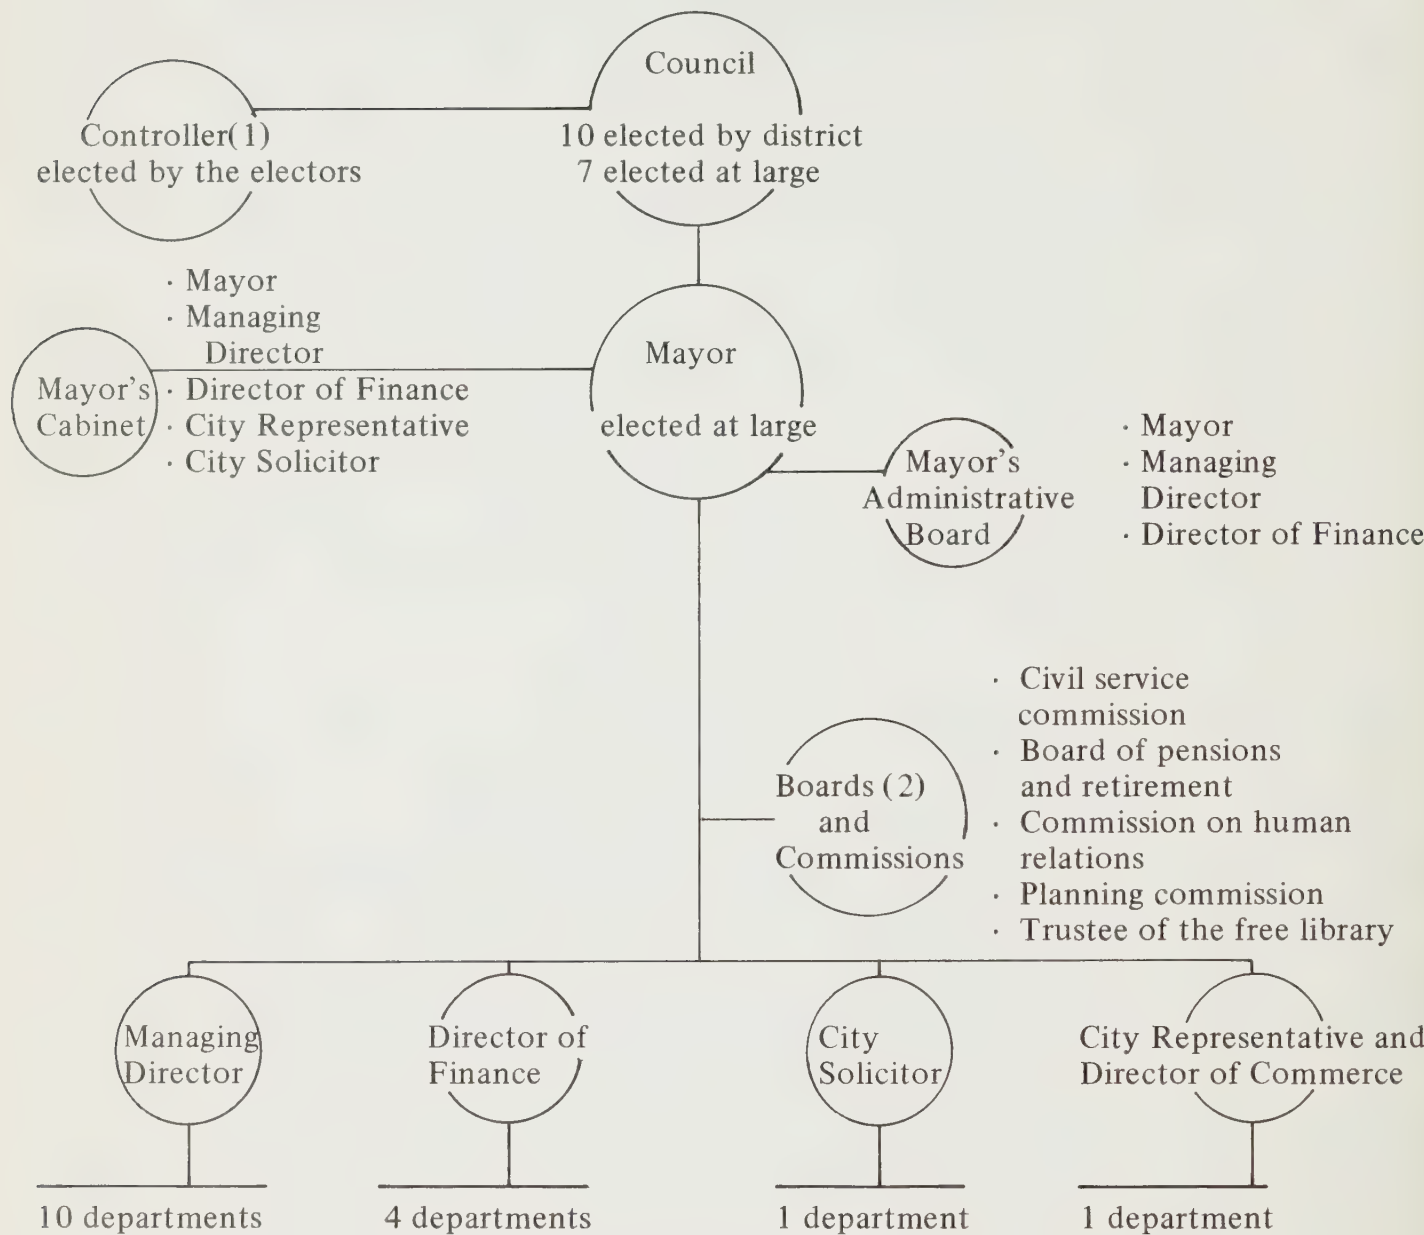 Council
10 elected by district
7 elected at large
Controller(1)
elected by the electors
· Mayor
· Managing
Director
· Director of Finance
· City Representative
· City Solicitor
Mayor's
Cabinet
Mayor
elected at large
Mayor's
Administrative
Board
· Mayor
· Managing
Director
· Director of Finance
Boards (2)
and
Commissions
· Civil service
commission
· Board of pensions
and retirement
· Commission on human
relations
· Planning commission
· Trustee of the free library
Managing
Director
Director of
Finance
City
Solicitor
City Representative and
Director of Commerce
10 departments
4 departments
1 department
1 department